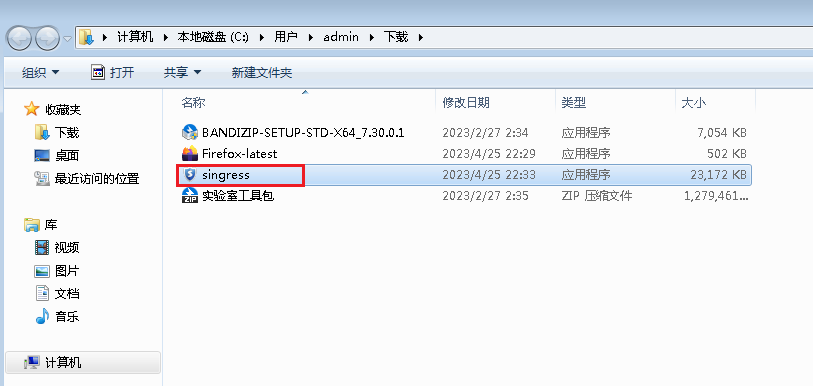 计算机 ▸ 本地磁盘 (C:) ▸ 用户 ▸ admin ▸ 下载 ▸
组织 打开 共享 新建文件夹
收藏夹
下载
桌面
最近访问的位置
库
视频
图片
文档
音乐
计算机
名称 修改日期 类型 大小
BANDIZIP-SETUP-STD-X64_7.30.0.1 2023/2/27 2:34 应用程序 7,054 KB
Firefox-latest 2023/4/25 22:29 应用程序 502 KB
singress 2023/4/25 22:33 应用程序 23,172 KB
ZIP 实验室工具包 2023/2/27 2:35 ZIP 压缩文件 1,279,461...